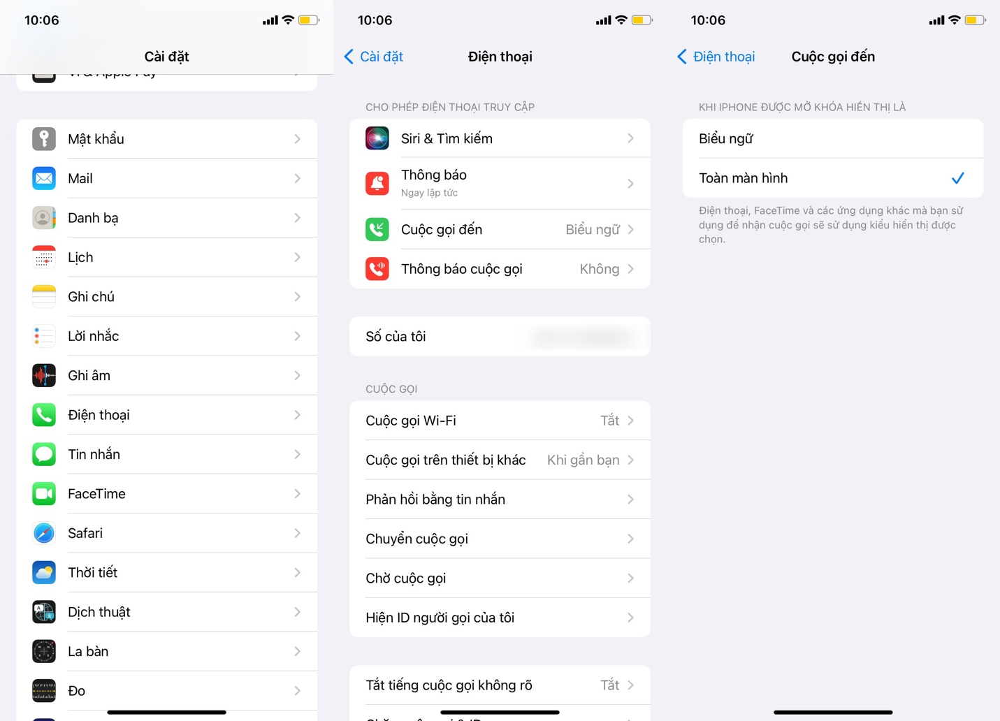 10:06
Cài đặt
Ví & Apple Pay
Mật khẩu
Mail
Danh bạ
Lịch
Ghi chú
Lời nhắc
Ghi âm
Điện thoại
Tin nhắn
FaceTime
Safari
Thời tiết
Dịch thuật
La bàn
Đo
10:06
Cài đặt
Điện thoại
CHO PHÉP ĐIỆN THOẠI TRUY CẬP
Siri & Tìm kiếm
Thông báo
Ngay lập tức
Cuộc gọi đến Biểu ngữ
Thông báo cuộc gọi Không
Số của tôi
CUỘC GỌI
Cuộc gọi Wi-Fi Tắt
Cuộc gọi trên thiết bị khác Khi gần bạn
Phản hồi bằng tin nhắn
Chuyển cuộc gọi
Chờ cuộc gọi
Hiện ID người gọi của tôi
Tắt tiếng cuộc gọi không rõ Tắt
10:06
Điện thoại
Cuộc gọi đến
KHI IPHONE ĐƯỢC MỞ KHÓA HIỂN THỊ LÀ
Biểu ngữ
Toàn màn hình
Điện thoại, FaceTime và các ứng dụng khác mà bạn sử
dụng để nhận cuộc gọi sẽ sử dụng kiểu hiển thị được
chọn.